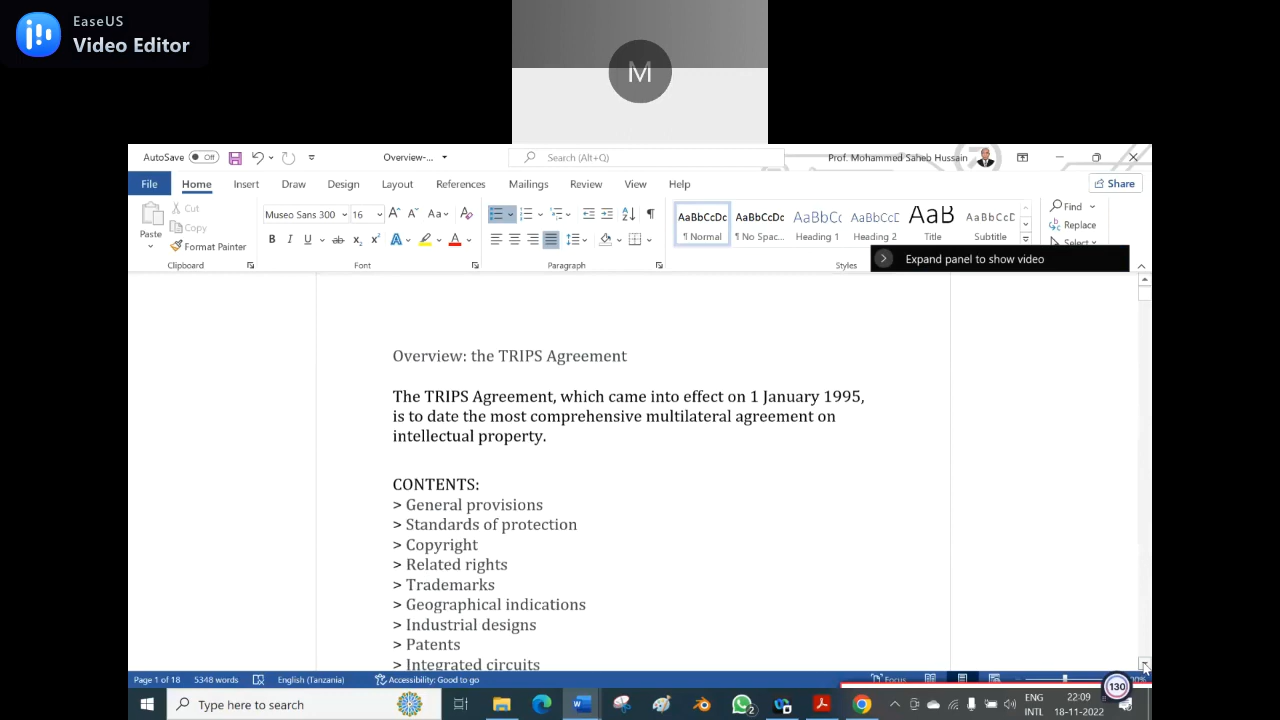 EaseUS
Video Editor
M
AutoSave Off Overview-... Search (Alt+Q) Prof. Mohammed Saheb Hussain
File Home Insert Draw Design Layout References Mailings Review View Help Share
Paste Cut Copy Format Painter
Museo Sans 300 16
AaBbCcDc AaBbCcDc AaBbCc AaBbCcD AaB AaBbCcD
¶ Normal ¶ No Spac... Heading 1 Heading 2 Title Subtitle
Find
Replace
Select
Clipboard Font Paragraph Styles
Expand panel to show video
Overview: the TRIPS Agreement
The TRIPS Agreement, which came into effect on 1 January 1995,
is to date the most comprehensive multilateral agreement on
intellectual property.
CONTENTS:
> General provisions
> Standards of protection
> Copyright
> Related rights
> Trademarks
> Geographical indications
> Industrial designs
> Patents
> Integrated circuits
Page 1 of 18 5348 words English (Tanzania) Accessibility: Good to go Focus
130
Type here to search
2
ENG
INTL
22:09
18-11-2022